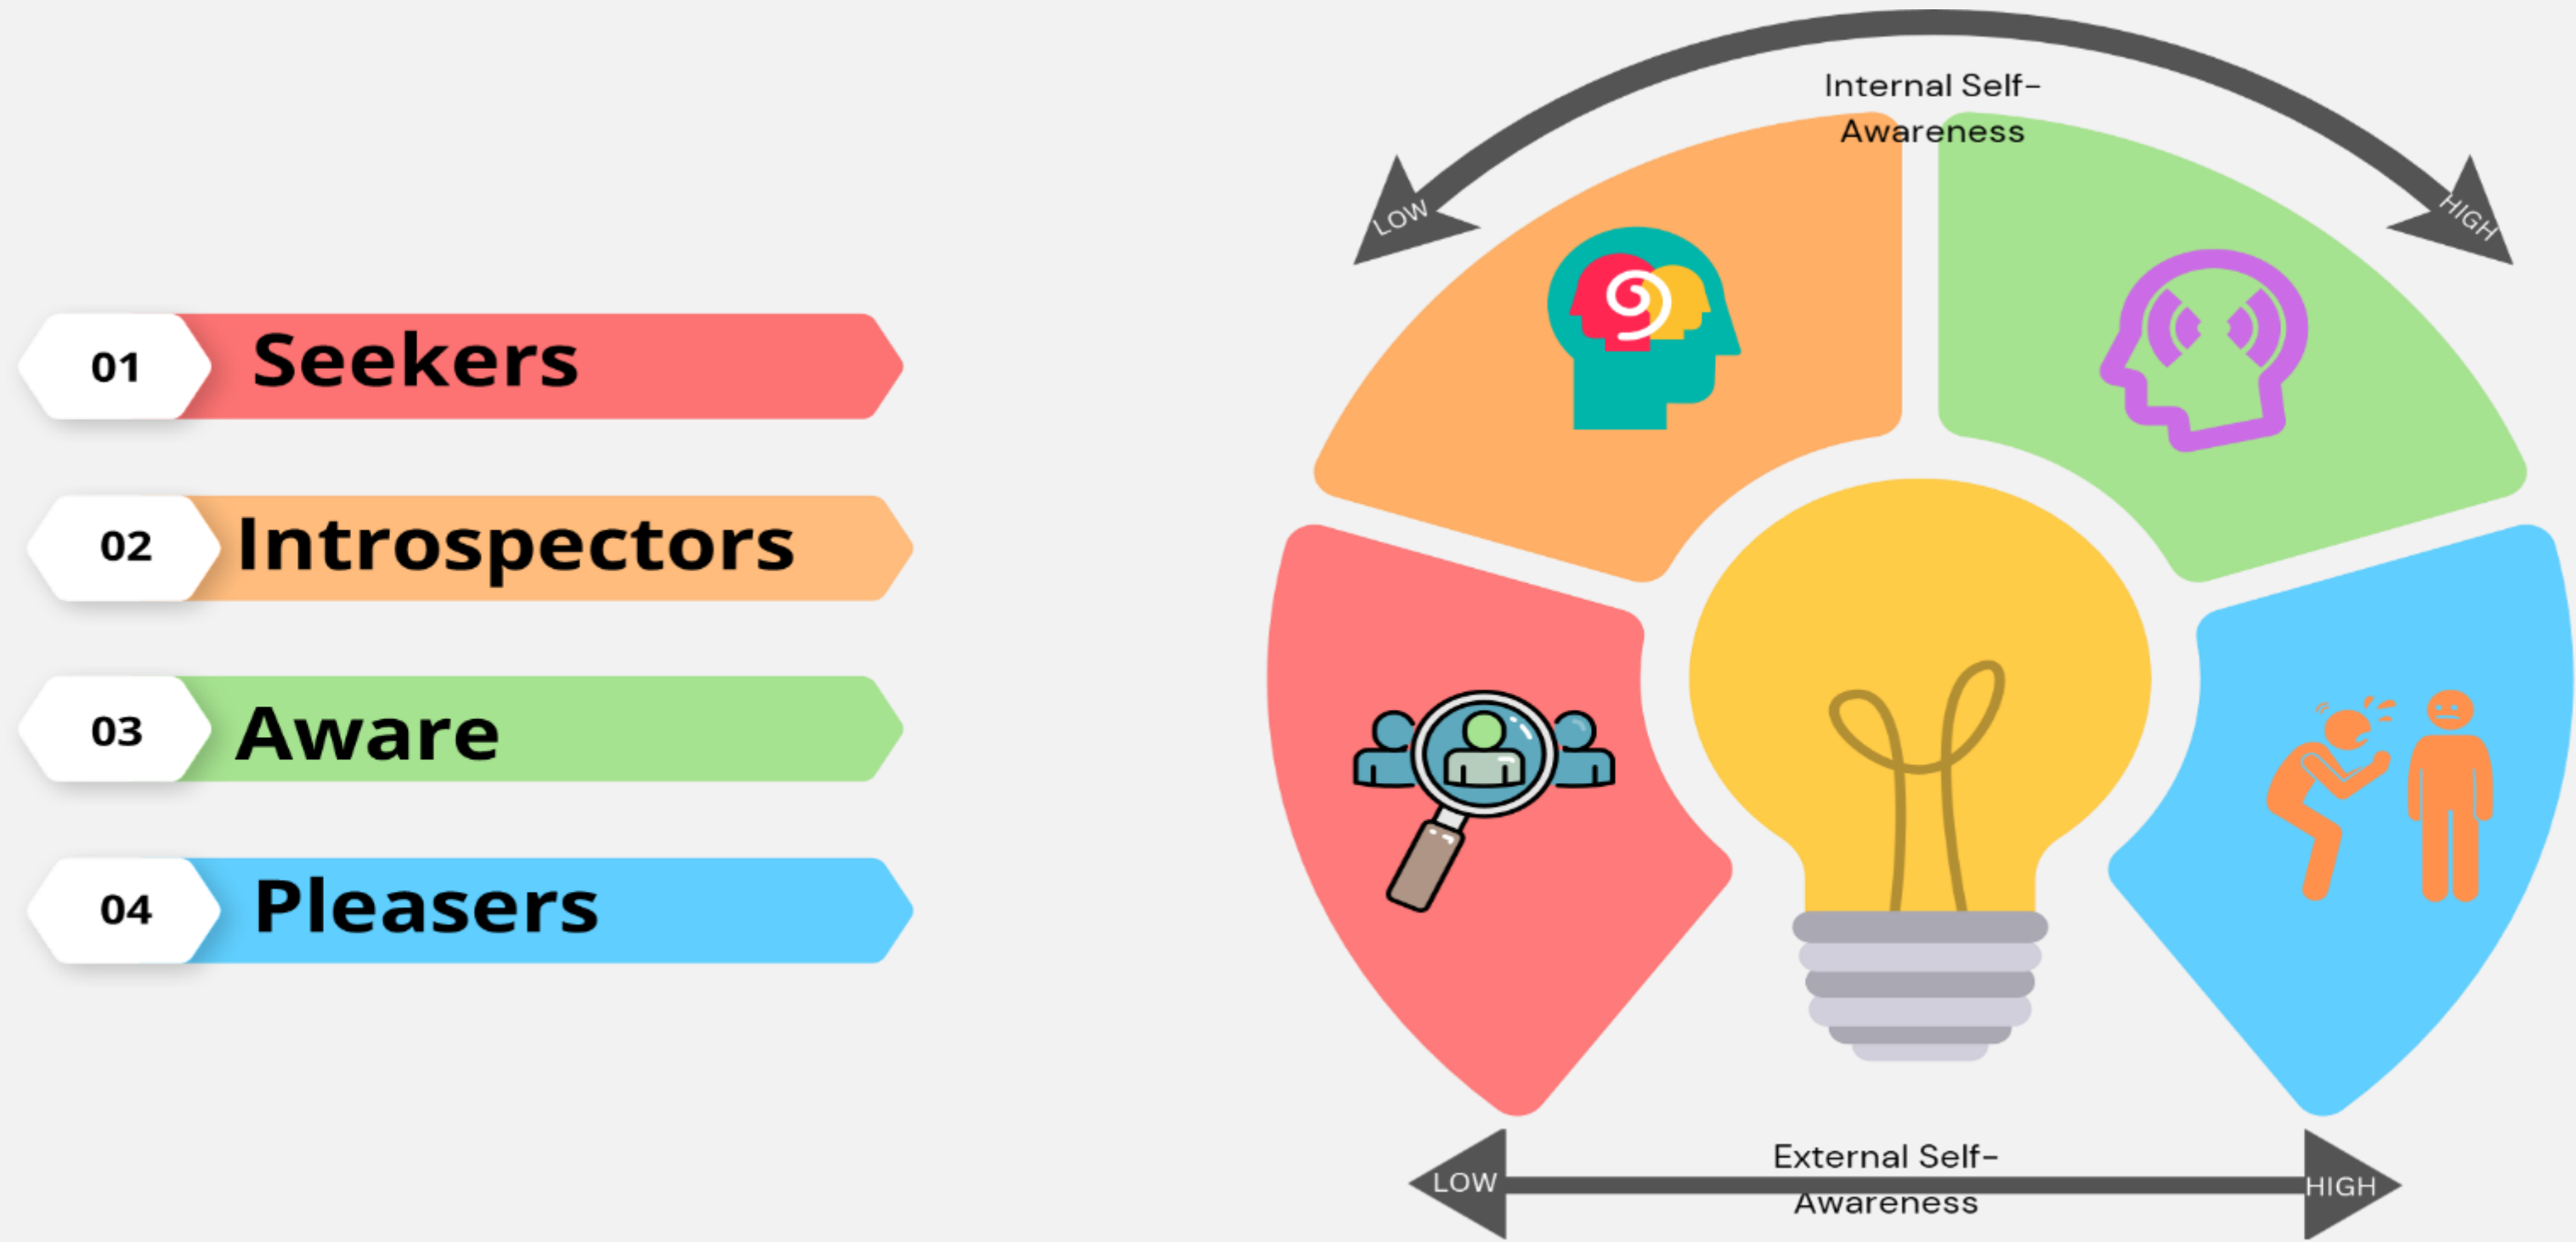 01
Seekers
02
Introspectors
03
Aware
04
Pleasers
Internal Self-
Awareness
LOW
HIGH
External Self-
Awareness
LOW
HIGH